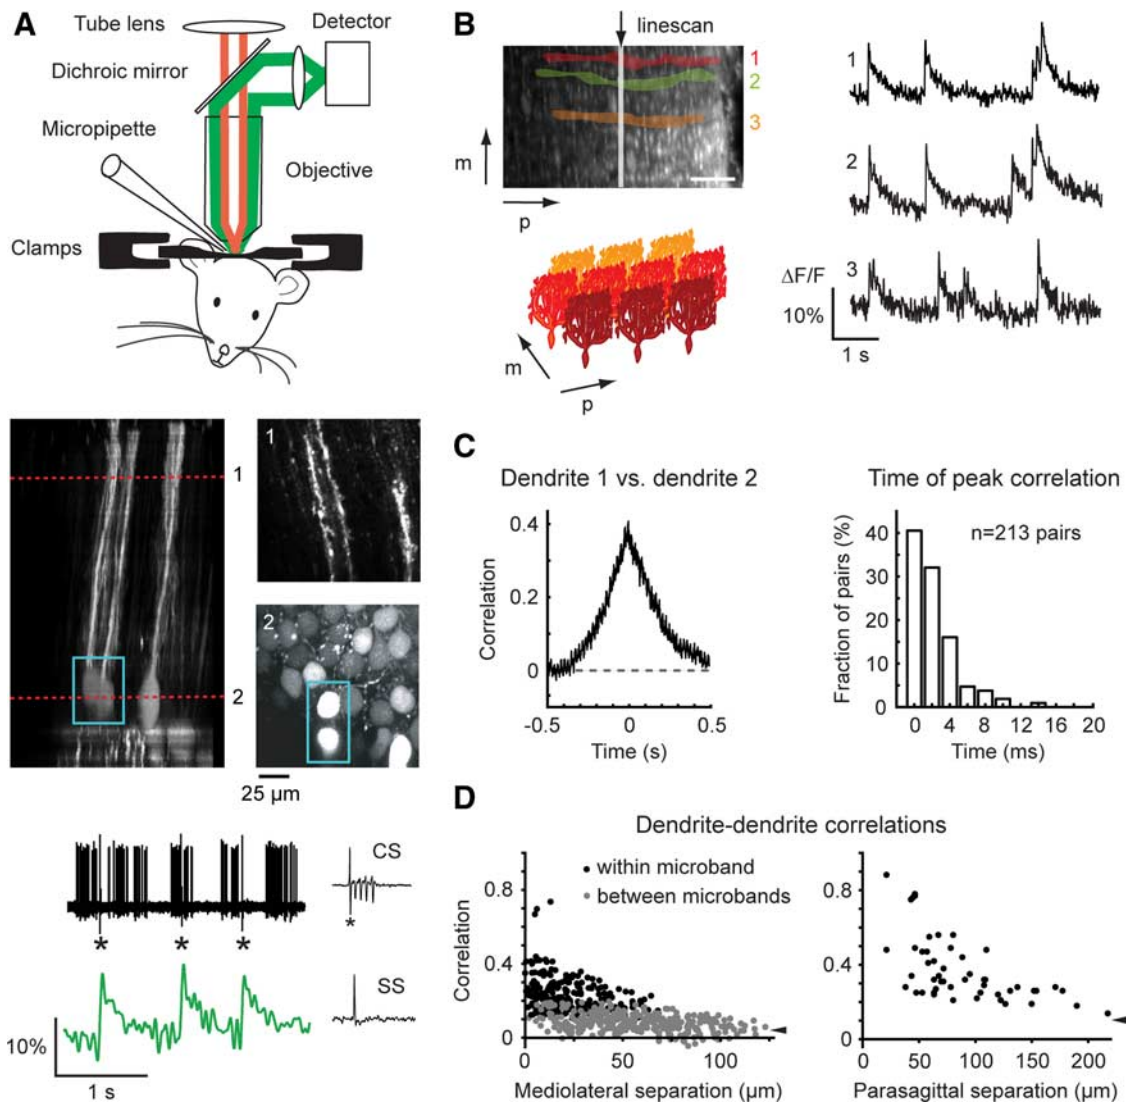 A
Tube lens
Detector
Dichroic mirror
Micropipette
Objective
Clamps
1
2
1
2
25 µm
CS
*
* * *
SS
10%
1 s
B
linescan
1
2
3
m
p
m
p
1
2
3
ΔF/F
10%
1 s
C
Dendrite 1 vs. dendrite 2
Correlation
0.4
0.2
0
-0.5 0 0.5
Time (s)
Time of peak correlation
n=213 pairs
Fraction of pairs (%)
40
30
20
10
0
0 4 8 12 16 20
Time (ms)
D
Dendrite-dendrite correlations
within microband
between microbands
Correlation
0.8
0.4
0
0 50 100
Mediolateral separation (µm)
0.8
0.4
0
0 50 100 150 200
Parasagittal separation (µm)